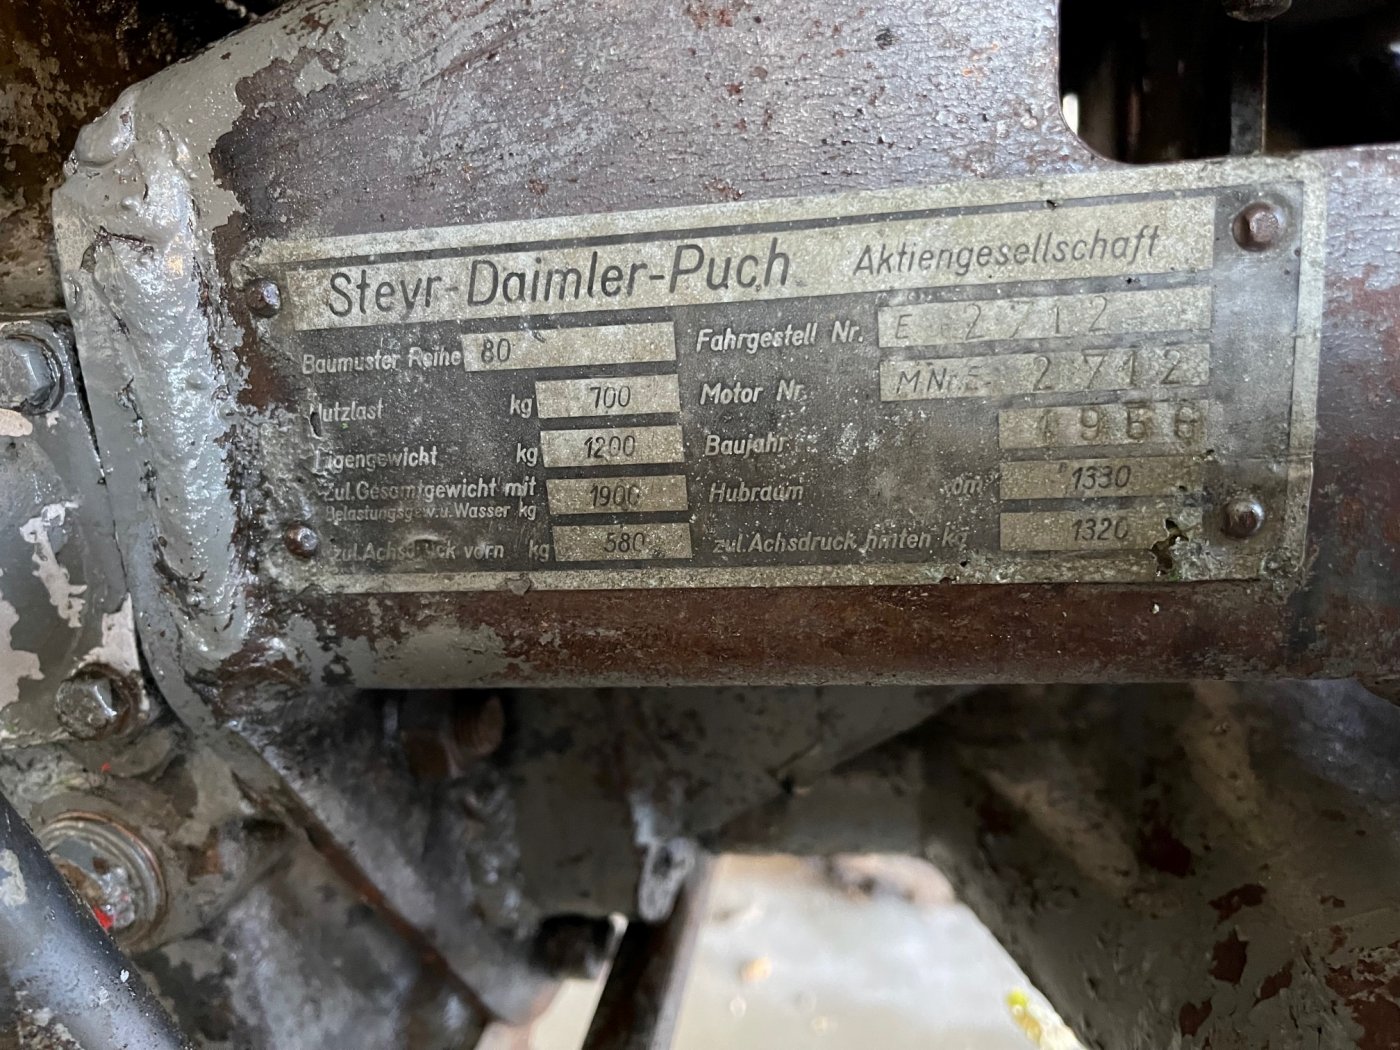 Steyr-Daimler-Puch Aktiengesellschaft
Baumuster Reihe 80 Fahrgestell Nr. E 2712
Nutzlast kg 700 Motor Nr. M.Nr.E. 2712
Eigengewicht kg 1200 Baujahr
zul.Gesamtgewicht mit Belastungsgew.u.Wasser kg 1900 Hubraum 1330
zul.Achsdruck vorn kg 580 zul.Achsdruck hinten kg 1320